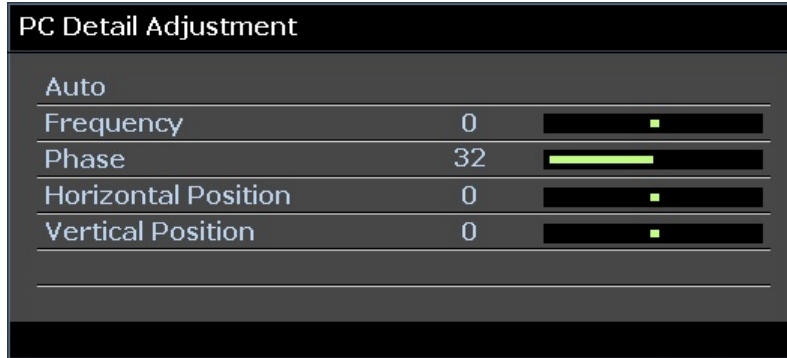 PC Detail Adjustment
Auto
Frequency 0
Phase 32
Horizontal Position 0
Vertical Position 0